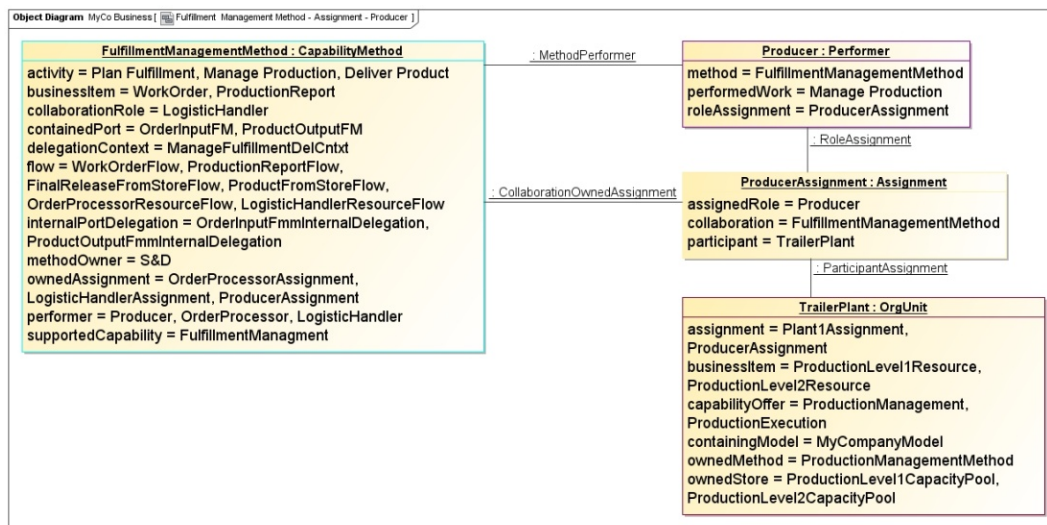 Object Diagram MyCo Business [ Fulfillment Management Method - Assignment - Producer ]
FulfillmentManagementMethod : CapabilityMethod
activity = Plan Fulfillment, Manage Production, Deliver Product
businessItem = WorkOrder, ProductionReport
collaborationRole = LogisticHandler
containedPort = OrderInputFM, ProductOutputFM
delegationContext = ManageFulfillmentDelCntxt
flow = WorkOrderFlow, ProductionReportFlow,
FinalReleaseFromStoreFlow, ProductFromStoreFlow,
OrderProcessorResourceFlow, LogisticHandlerResourceFlow
internalPortDelegation = OrderInputFmmInternalDelegation,
ProductOutputFmmInternalDelegation
methodOwner = S&D
ownedAssignment = OrderProcessorAssignment,
LogisticHandlerAssignment, ProducerAssignment
performer = Producer, OrderProcessor, LogisticHandler
supportedCapability = FulfillmentManagment
: MethodPerformer
Producer : Performer
method = FulfillmentManagementMethod
performedWork = Manage Production
roleAssignment = ProducerAssignment
: RoleAssignment
: CollaborationOwnedAssignment
ProducerAssignment : Assignment
assignedRole = Producer
collaboration = FulfillmentManagementMethod
participant = TrailerPlant
: ParticipantAssignment
TrailerPlant : OrgUnit
assignment = Plant1Assignment,
ProducerAssignment
businessItem = ProductionLevel1Resource,
ProductionLevel2Resource
capabilityOffer = ProductionManagement,
ProductionExecution
containingModel = MyCompanyModel
ownedMethod = ProductionManagementMethod
ownedStore = ProductionLevel1CapacityPool,
ProductionLevel2CapacityPool